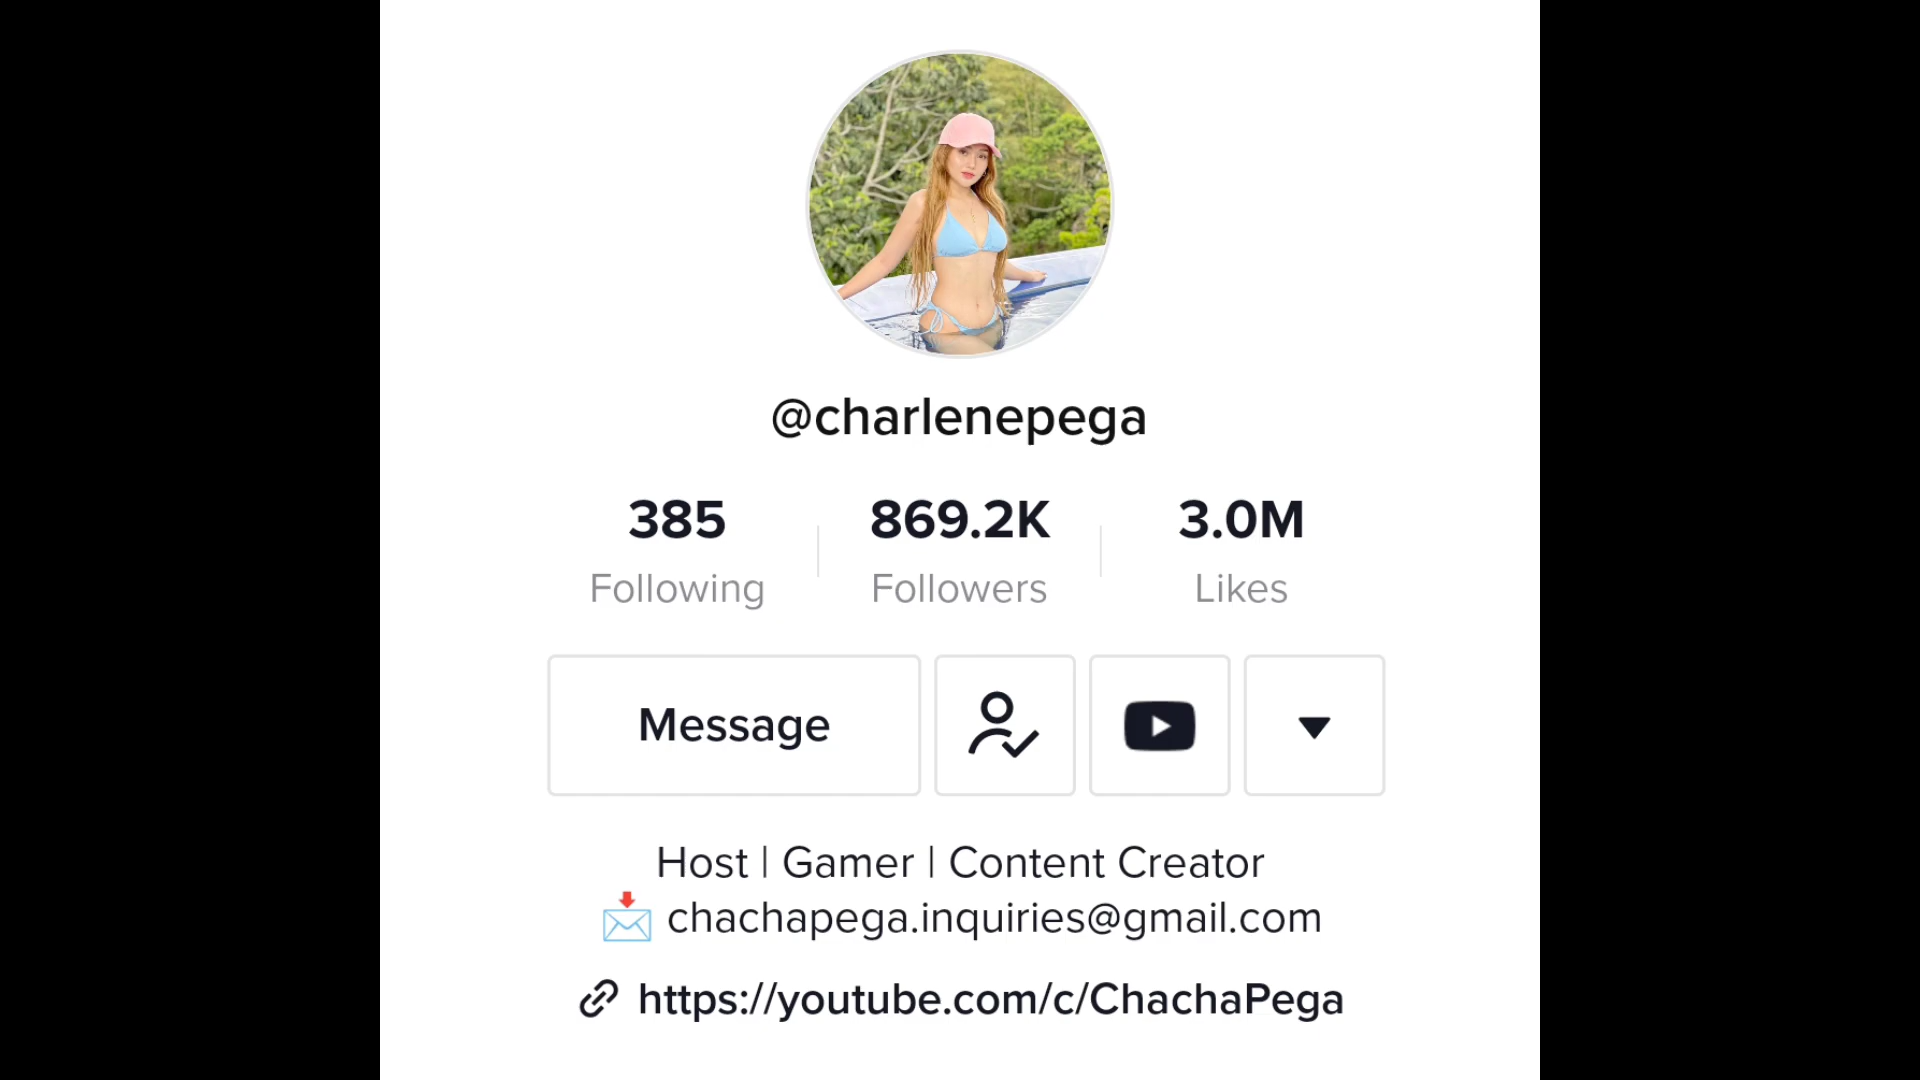 @charlenepega
385 869.2K 3.0M
Following Followers Likes
Message
Host | Gamer | Content Creator
📩 chachapega.inquiries@gmail.com
https://youtube.com/c/ChachaPega